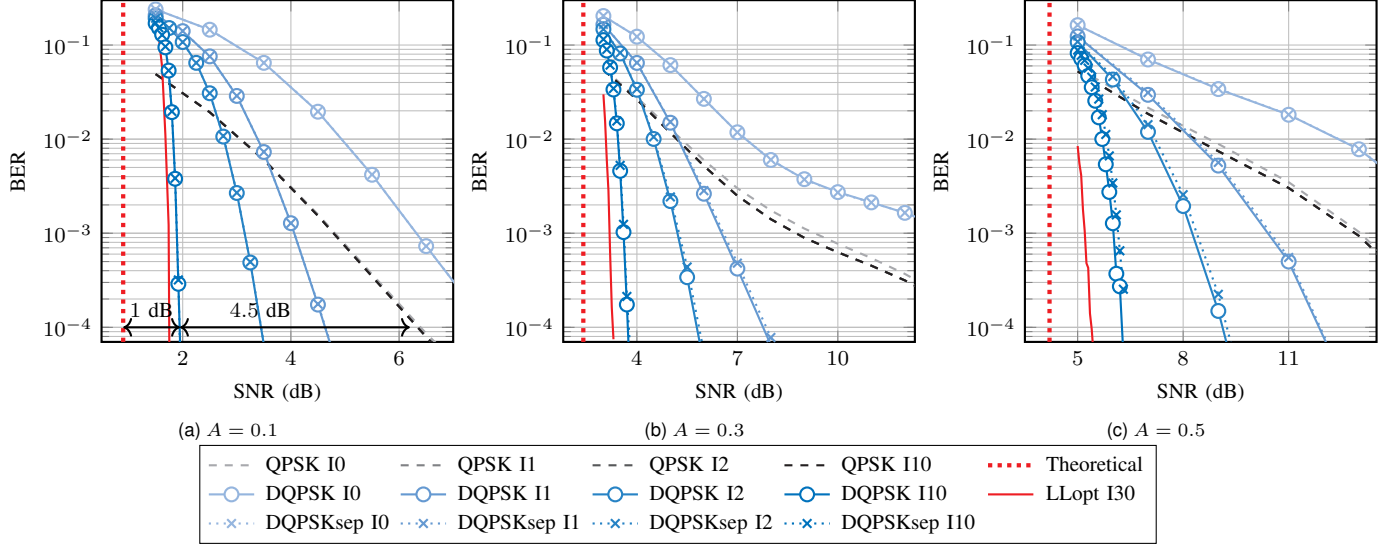 10⁻¹
10⁻²
10⁻³
10⁻⁴
BER
1 dB
4.5 dB
2
4
6
SNR (dB)
(a) A = 0.1
10⁻¹
10⁻²
10⁻³
10⁻⁴
BER
4
7
10
SNR (dB)
(b) A = 0.3
10⁻¹
10⁻²
10⁻³
10⁻⁴
BER
5
8
11
SNR (dB)
(c) A = 0.5
QPSK I0
QPSK I1
QPSK I2
QPSK I10
Theoretical
DQPSK I0
DQPSK I1
DQPSK I2
DQPSK I10
LLopt I30
DQPSKsep I0
DQPSKsep I1
DQPSKsep I2
DQPSKsep I10